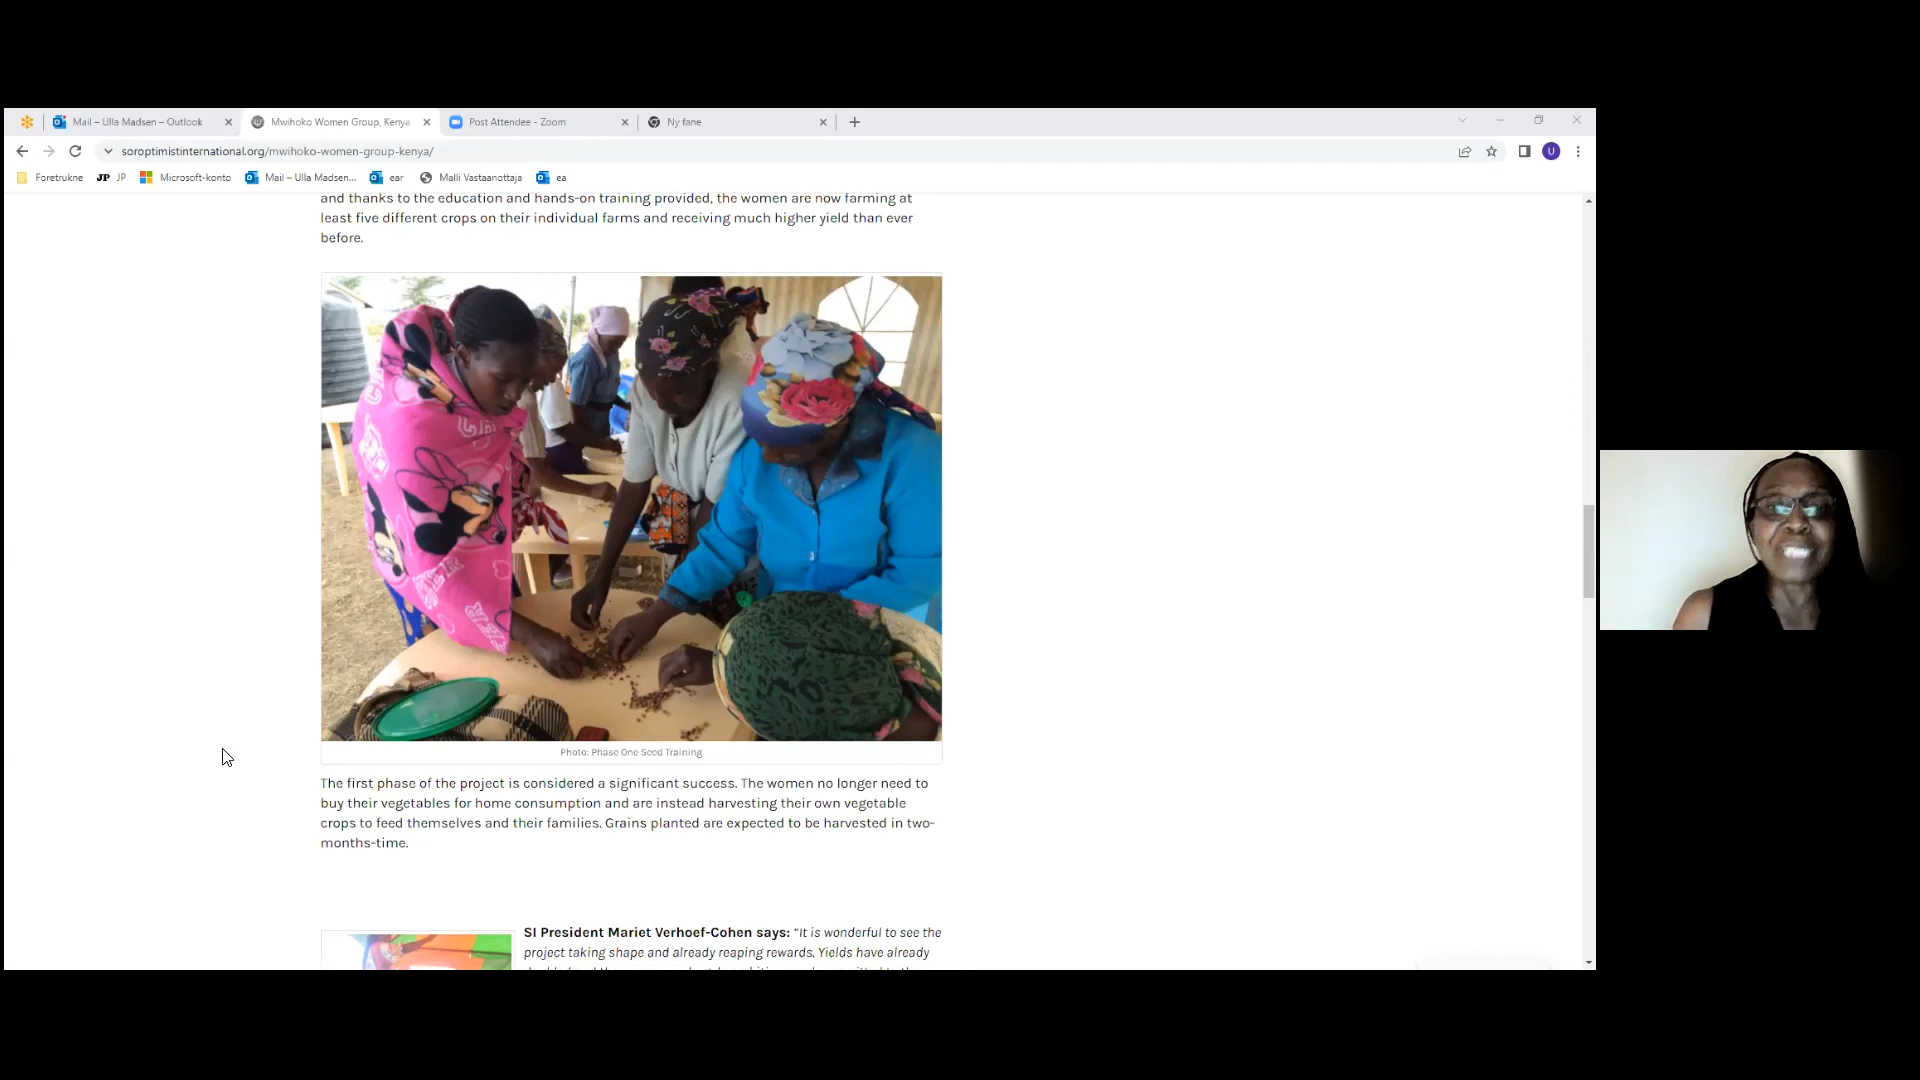 Mail – Ulla Madsen – Outlook
Mwihoko Women Group, Kenya
Post Attendee - Zoom
Ny fane
soroptimistinternational.org/mwihoko-women-group-kenya/
U
Foretrukne
JP JP
Microsoft-konto
Mail – Ulla Madsen...
ear
Malli Vastaanottaja
ea
and thanks to the education and hands-on training provided, the women are now farming at
least five different crops on their individual farms and receiving much higher yield than ever
before.
Photo: Phase One Seed Training
The first phase of the project is considered a significant success. The women no longer need to
buy their vegetables for home consumption and are instead harvesting their own vegetable
crops to feed themselves and their families. Grains planted are expected to be harvested in two-
months-time.
SI President Mariet Verhoef-Cohen says: “It is wonderful to see the
project taking shape and already reaping rewards. Yields have already